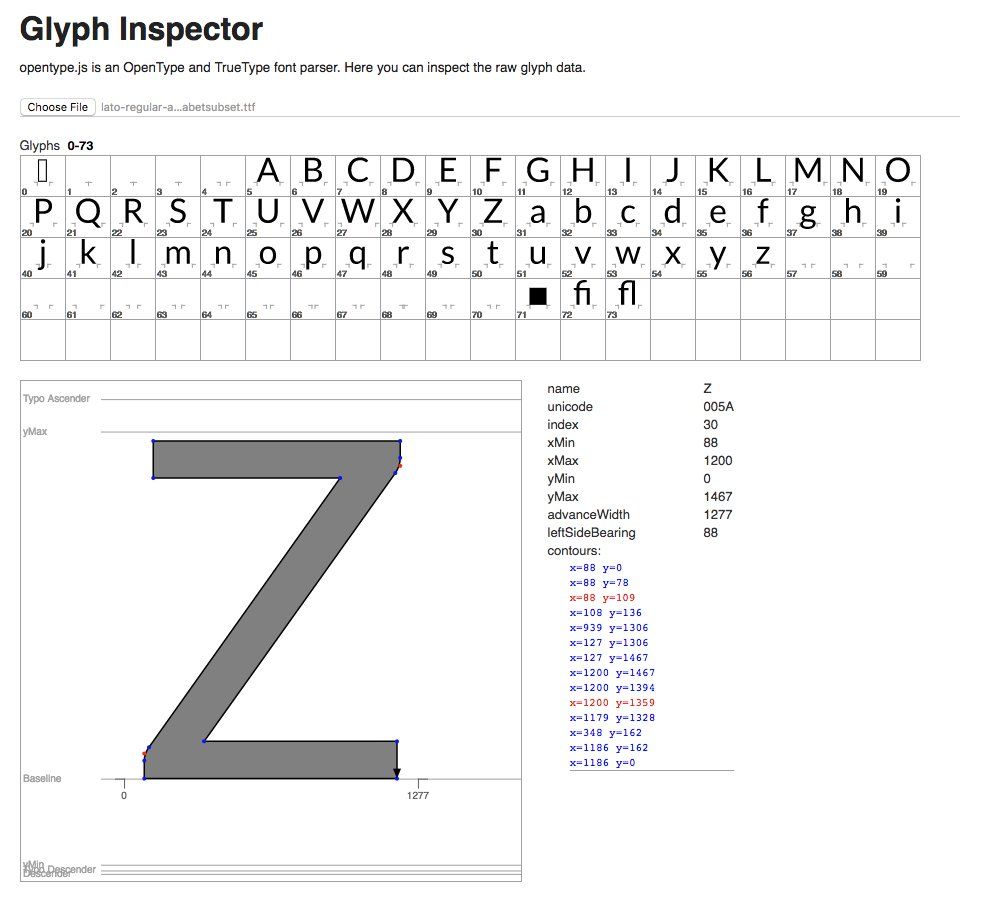 Glyph Inspector
opentype.js is an OpenType and TrueType font parser. Here you can inspect the raw glyph data.
Choose File lato-regular-a...abetsubset.ttf
Glyphs 0-73
A B C D E F G H I J K L M N O
0 1 2 3 4 5 6 7 8 9 10 11 12 13 14 15 16 17 18 19
P Q R S T U V W X Y Z a b c d e f g h i
20 21 22 23 24 25 26 27 28 29 30 31 32 33 34 35 36 37 38 39
j k l m n o p q r s t u v w x y z
40 41 42 43 44 45 46 47 48 49 50 51 52 53 54 55 56 57 58 59
■ fi fl
60 61 62 63 64 65 66 67 68 69 70 71 72 73
Typo Ascender
yMax
Baseline
0 1277
yMin
Typo Descender
Descender
name Z
unicode 005A
index 30
xMin 88
xMax 1200
yMin 0
yMax 1467
advanceWidth 1277
leftSideBearing 88
contours:
x=88 y=0
x=88 y=78
x=88 y=109
x=108 y=136
x=939 y=1306
x=127 y=1306
x=127 y=1467
x=1200 y=1467
x=1200 y=1394
x=1200 y=1359
x=1179 y=1328
x=348 y=162
x=1186 y=162
x=1186 y=0